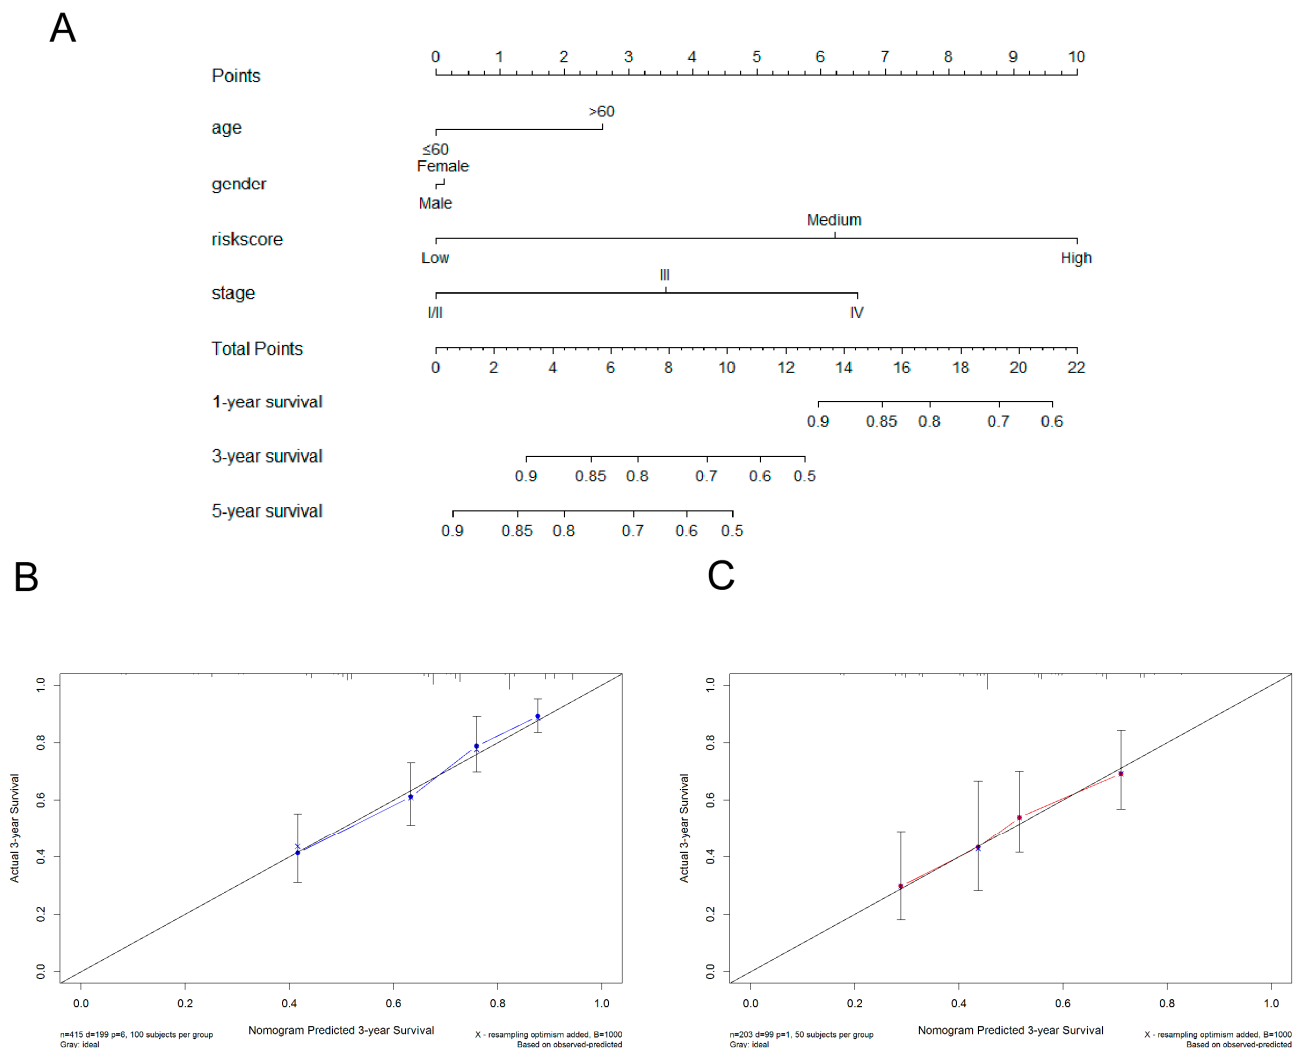 A
Points 0 1 2 3 4 5 6 7 8 9 10
>60
age
≤60
Female
gender
Male
Medium
riskscore
Low High
III
stage
I/II IV
Total Points
0 2 4 6 8 10 12 14 16 18 20 22
1-year survival
0.9 0.85 0.8 0.7 0.6
3-year survival
0.9 0.85 0.8 0.7 0.6 0.5
5-year survival
0.9 0.85 0.8 0.7 0.6 0.5
B
Actual 3-year Survival
1.0
0.8
0.6
0.4
0.2
0.0
0.0 0.2 0.4 0.6 0.8 1.0
Nomogram Predicted 3-year Survival
n=415 d=199 p=6, 100 subjects per group
Gray: ideal
X - resampling optimism added, B=1000
Based on observed-predicted
C
Actual 3-year Survival
1.0
0.8
0.6
0.4
0.2
0.0
0.0 0.2 0.4 0.6 0.8 1.0
Nomogram Predicted 3-year Survival
n=203 d=99 p=1, 50 subjects per group
Gray: ideal
X - resampling optimism added, B=1000
Based on observed-predicted